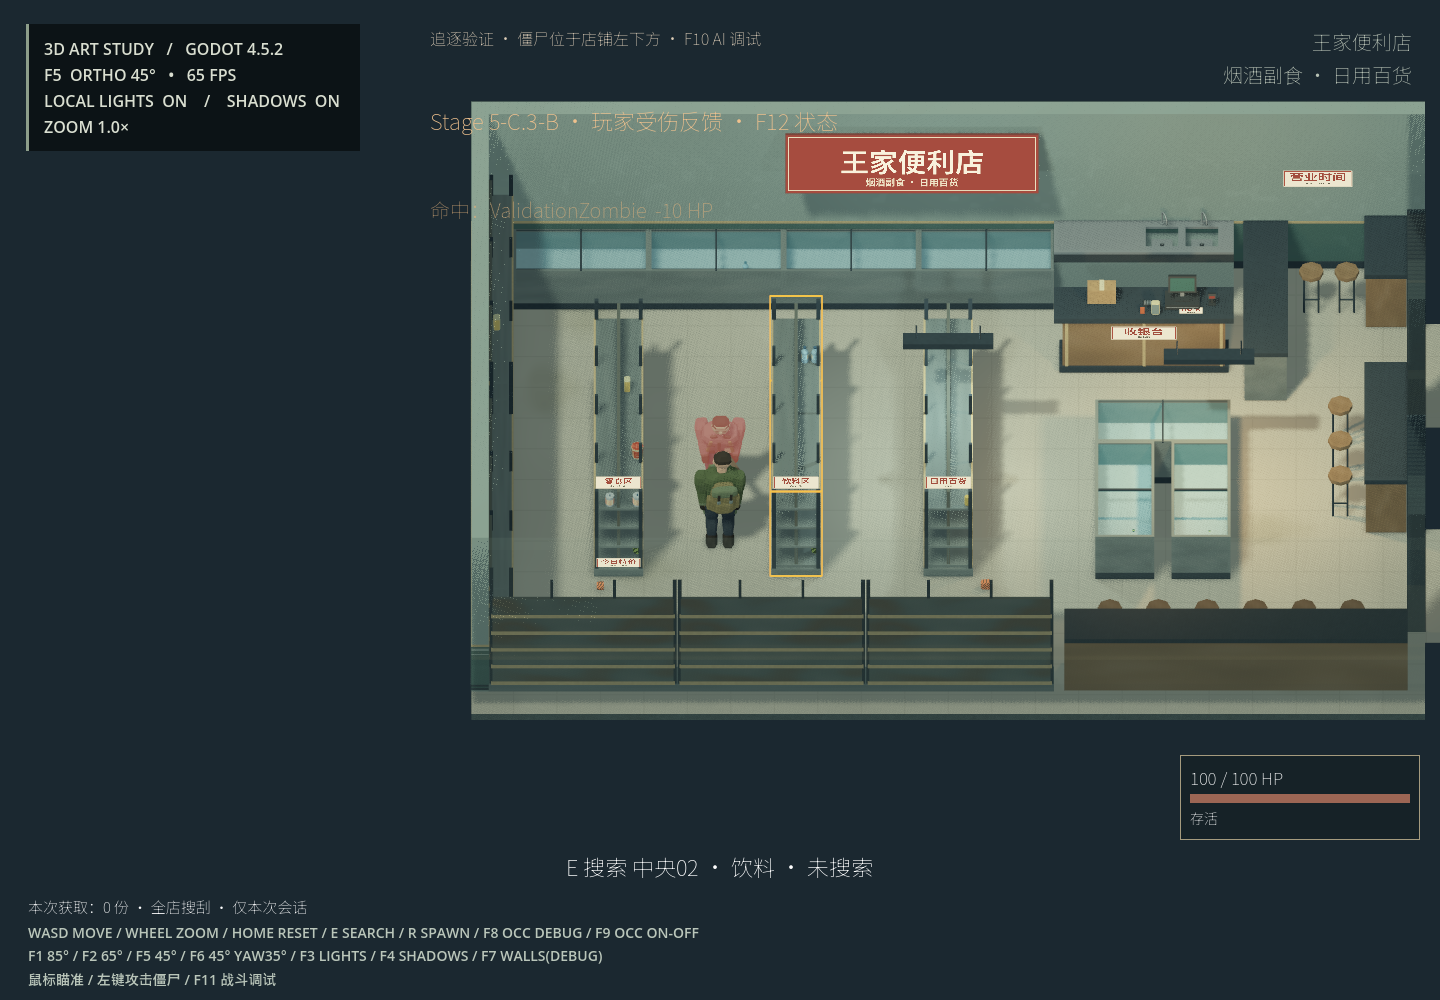 3D ART STUDY / GODOT 4.5.2
F5 ORTHO 45° • 65 FPS
LOCAL LIGHTS ON / SHADOWS ON
ZOOM 1.0×
追逐验证 · 僵尸位于店铺左下方 · F10 AI 调试
王家便利店
烟酒副食 · 日用百货
Stage 5-C.3-B · 玩家受伤反馈 · F12 状态
王家便利店
烟酒副食 · 日用百货
营业时间
命中：ValidationZombie -10 HP
收银台
零食区
饮料区
日用百货
今日特价
100 / 100 HP
存活
E 搜索 中央02 · 饮料 · 未搜索
本次获取：0 份 · 全店搜刮 · 仅本次会话
WASD MOVE / WHEEL ZOOM / HOME RESET / E SEARCH / R SPAWN / F8 OCC DEBUG / F9 OCC ON-OFF
F1 85° / F2 65° / F5 45° / F6 45° YAW35° / F3 LIGHTS / F4 SHADOWS / F7 WALLS(DEBUG)
鼠标瞄准 / 左键攻击僵尸 / F11 战斗调试